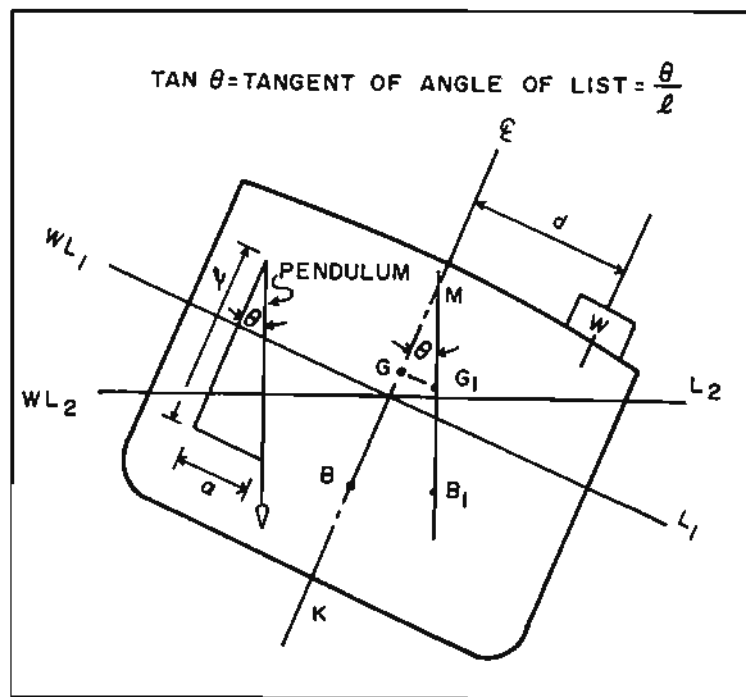 TAN θ = TANGENT OF ANGLE OF LIST = θ/ℓ
℄
d
WL₁
PENDULUM
ψ
M
W
θ
θ
G
G₁
WL₂
L₂
B
B₁
a
L₁
K